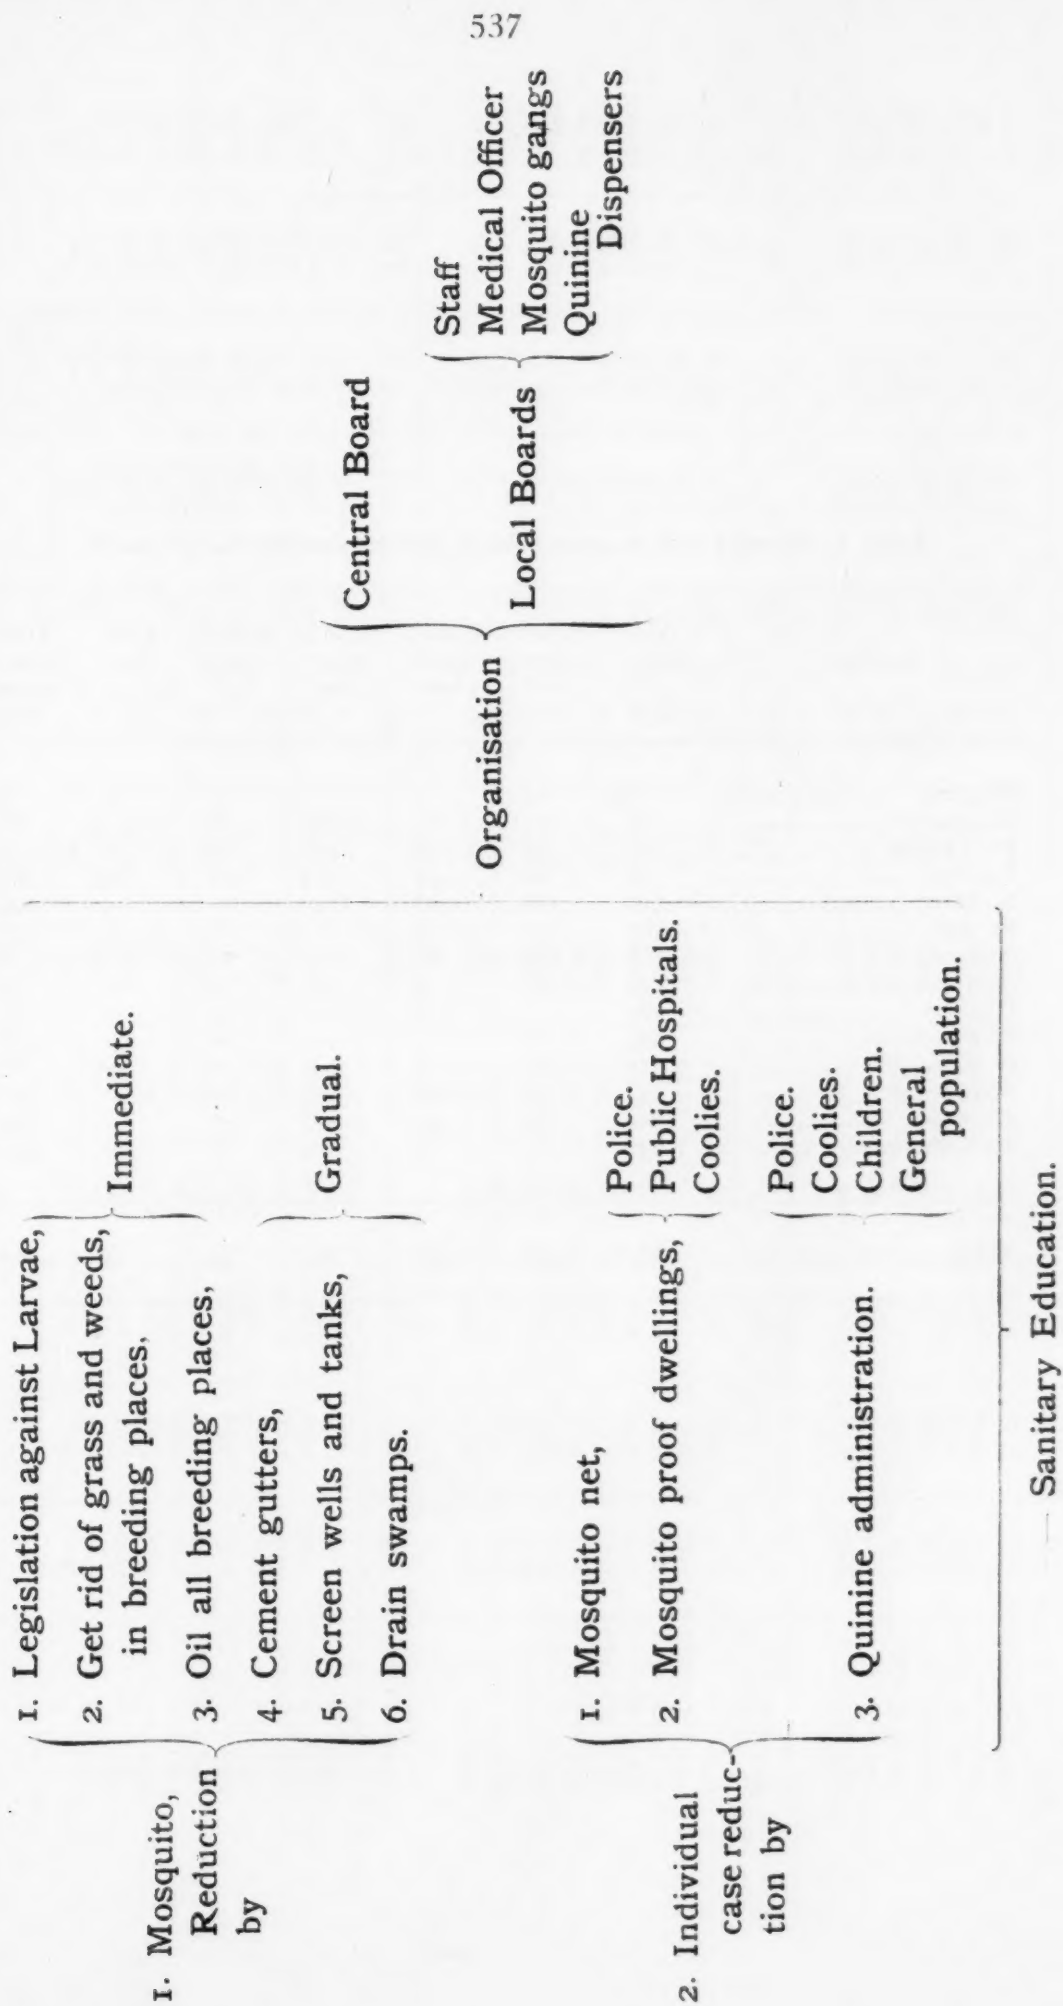 537
1. Mosquito,
Reduction
by
1. Legislation against Larvae,
2. Get rid of grass and weeds,
in breeding places,
3. Oil all breeding places,
Immediate.
4. Cement gutters,
5. Screen wells and tanks,
6. Drain swamps.
Gradual.
2. Individual
case reduc-
tion by
1. Mosquito net,
2. Mosquito proof dwellings,
Police.
Public Hospitals.
Coolies.
3. Quinine administration.
Police.
Coolies.
Children.
General
population.
Sanitary Education.
Organisation
Central Board
Local Boards
Staff
Medical Officer
Mosquito gangs
Quinine
Dispensers